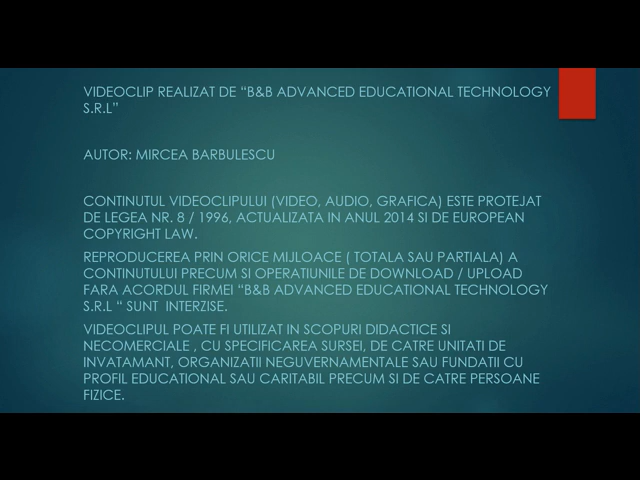 VIDEOCLIP REALIZAT DE “B&B ADVANCED EDUCATIONAL TECHNOLOGY
S.R.L”
AUTOR: MIRCEA BARBULESCU
CONTINUTUL VIDEOCLIPULUI (VIDEO, AUDIO, GRAFICA) ESTE PROTEJAT
DE LEGEA NR. 8 / 1996, ACTUALIZATA IN ANUL 2014 SI DE EUROPEAN
COPYRIGHT LAW.
REPRODUCEREA PRIN ORICE MIJLOACE ( TOTALA SAU PARTIALA) A
CONTINUTULUI PRECUM SI OPERATIUNILE DE DOWNLOAD / UPLOAD
FARA ACORDUL FIRMEI “B&B ADVANCED EDUCATIONAL TECHNOLOGY
S.R.L “ SUNT  INTERZISE.
VIDEOCLIPUL POATE FI UTILIZAT IN SCOPURI DIDACTICE SI
NECOMERCIALE , CU SPECIFICAREA SURSEI, DE CATRE UNITATI DE
INVATAMANT, ORGANIZATII NEGUVERNAMENTALE SAU FUNDATII CU
PROFIL EDUCATIONAL SAU CARITABIL PRECUM SI DE CATRE PERSOANE
FIZICE.